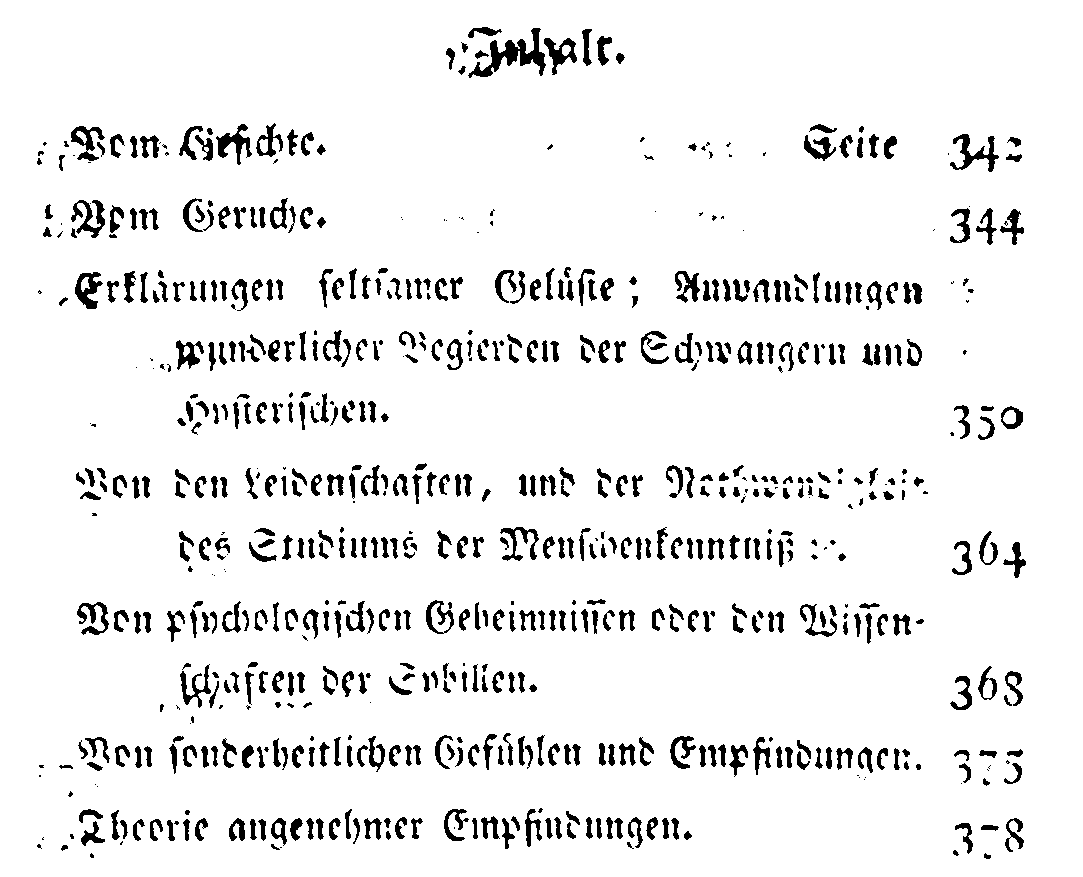 Inhalt.
Vom Gesichte. Seite 342
Vom Geruche. 344
Erklärungen seltsamer Gelüste; Anwandlungen
wunderlicher Begierden der Schwangern und
Hysterischen. 350
Von den Leidenschaften, und der Nothwendigkeit
des Studiums der Menschenkenntniß 364
Von psychologischen Geheimnissen oder den Wissen-
schaften der Sybillen. 368
Von sonderheitlichen Gefühlen und Empfindungen. 375
Theorie angenehmer Empfindungen. 378